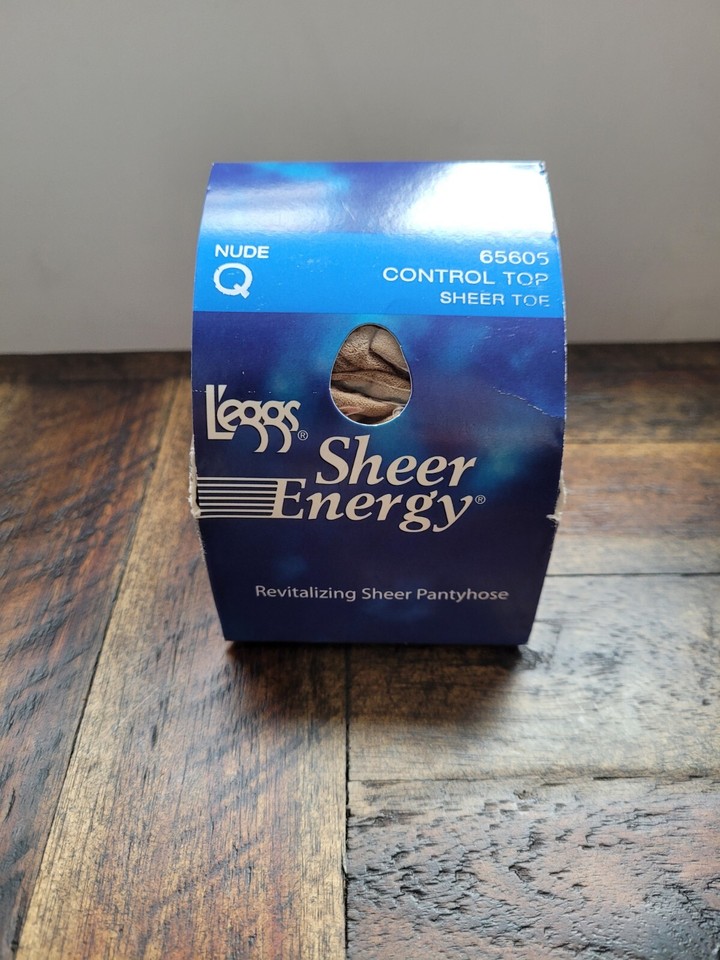 NUDE
Q
65605
CONTROL TOP
SHEER TOE
L'eggs®
Sheer
Energy®
Revitalizing Sheer Pantyhose